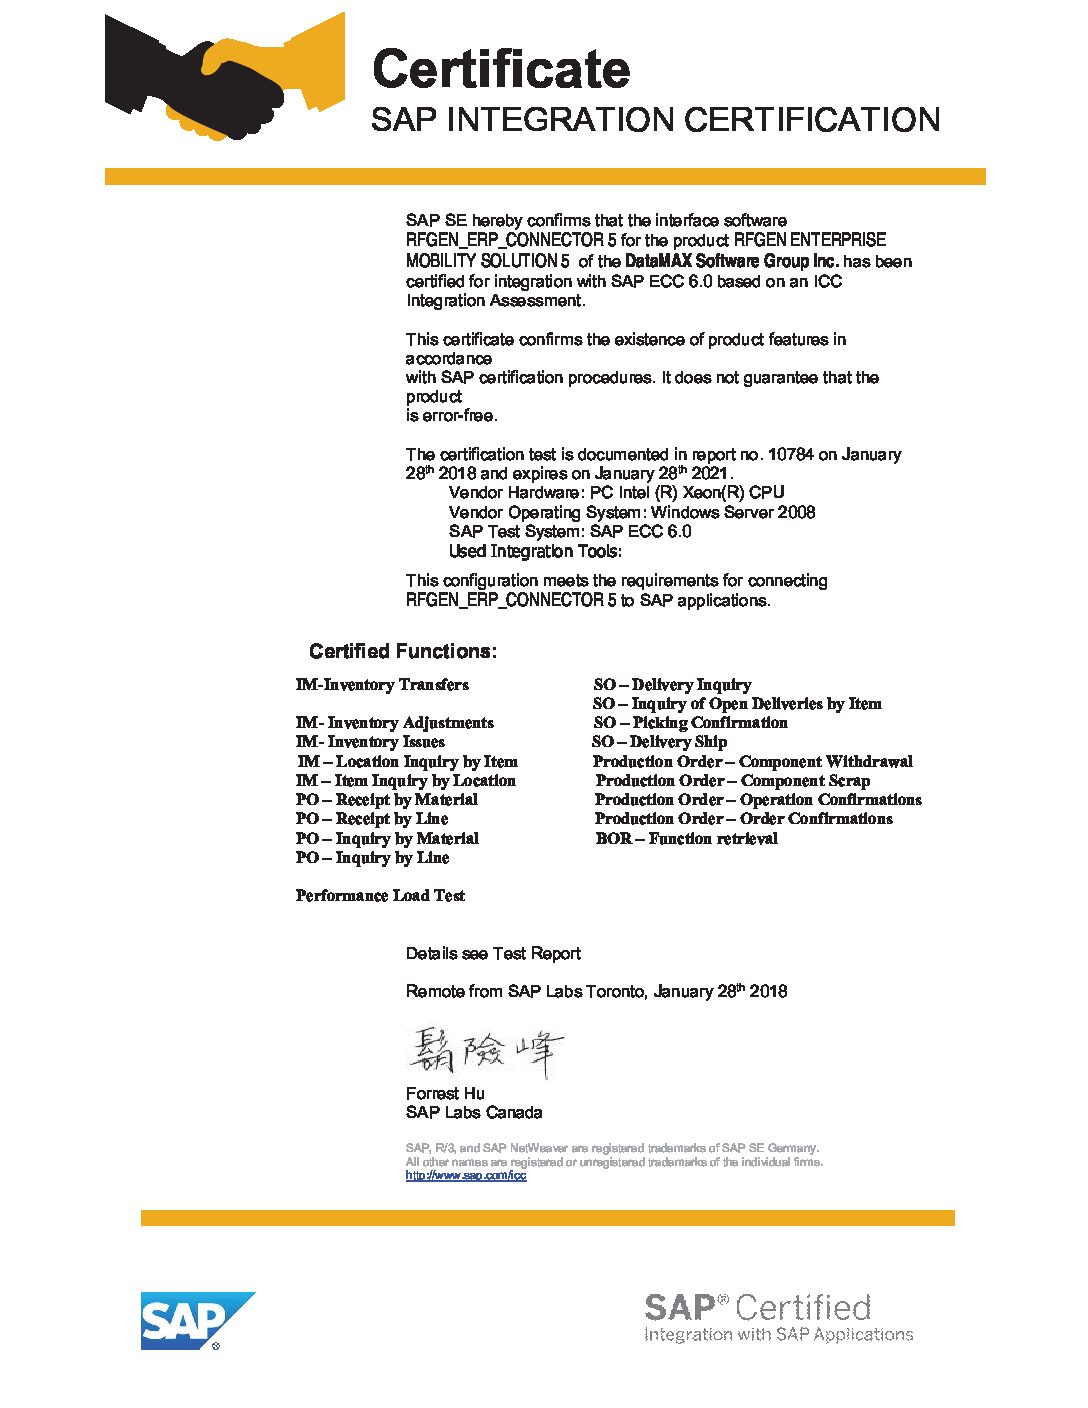 Certificate
SAP INTEGRATION CERTIFICATION
SAP SE hereby confirms that the interface software
RFGEN_ERP_CONNECTOR 5 for the product RFGEN ENTERPRISE
MOBILITY SOLUTION 5 of the DataMAX Software Group Inc. has been
certified for integration with SAP ECC 6.0 based on an ICC
Integration Assessment.
This certificate confirms the existence of product features in
accordance
with SAP certification procedures. It does not guarantee that the
product
is error-free.
The certification test is documented in report no. 10784 on January
28th 2018 and expires on January 28th 2021.
Vendor Hardware: PC Intel (R) Xeon(R) CPU
Vendor Operating System: Windows Server 2008
SAP Test System: SAP ECC 6.0
Used Integration Tools:
This configuration meets the requirements for connecting
RFGEN_ERP_CONNECTOR 5 to SAP applications.
Certified Functions:
IM-Inventory Transfers
IM- Inventory Adjustments
IM- Inventory Issues
IM – Location Inquiry by Item
IM – Item Inquiry by Location
PO – Receipt by Material
PO – Receipt by Line
PO – Inquiry by Material
PO – Inquiry by Line
Performance Load Test
SO – Delivery Inquiry
SO – Inquiry of Open Deliveries by Item
SO – Picking Confirmation
SO – Delivery Ship
Production Order – Component Withdrawal
Production Order – Component Scrap
Production Order – Operation Confirmations
Production Order – Order Confirmations
BOR – Function retrieval
Details see Test Report
Remote from SAP Labs Toronto, January 28th 2018
Forrest Hu
SAP Labs Canada
SAP, R/3, and SAP NetWeaver are registered trademarks of SAP SE Germany.
All other names are registered or unregistered trademarks of the individual firms.
http://www.sap.com/icc
SAP®
SAP® Certified
Integration with SAP Applications